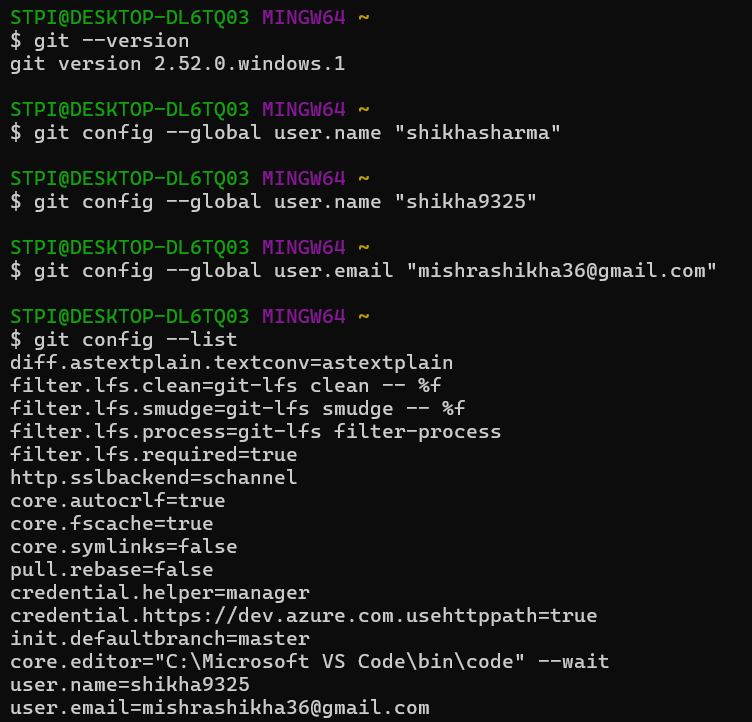 STPI@DESKTOP-DL6TQ03 MINGW64 ~
$ git --version
git version 2.52.0.windows.1
STPI@DESKTOP-DL6TQ03 MINGW64 ~
$ git config --global user.name "shikhasharma"
STPI@DESKTOP-DL6TQ03 MINGW64 ~
$ git config --global user.name "shikha9325"
STPI@DESKTOP-DL6TQ03 MINGW64 ~
$ git config --global user.email "mishrashikha36@gmail.com"
STPI@DESKTOP-DL6TQ03 MINGW64 ~
$ git config --list
diff.astextplain.textconv=astextplain
filter.lfs.clean=git-lfs clean -- %f
filter.lfs.smudge=git-lfs smudge -- %f
filter.lfs.process=git-lfs filter-process
filter.lfs.required=true
http.sslbackend=schannel
core.autocrlf=true
core.fscache=true
core.symlinks=false
pull.rebase=false
credential.helper=manager
credential.https://dev.azure.com.usehttppath=true
init.defaultbranch=master
core.editor="C:\Microsoft VS Code\bin\code" --wait
user.name=shikha9325
user.email=mishrashikha36@gmail.com